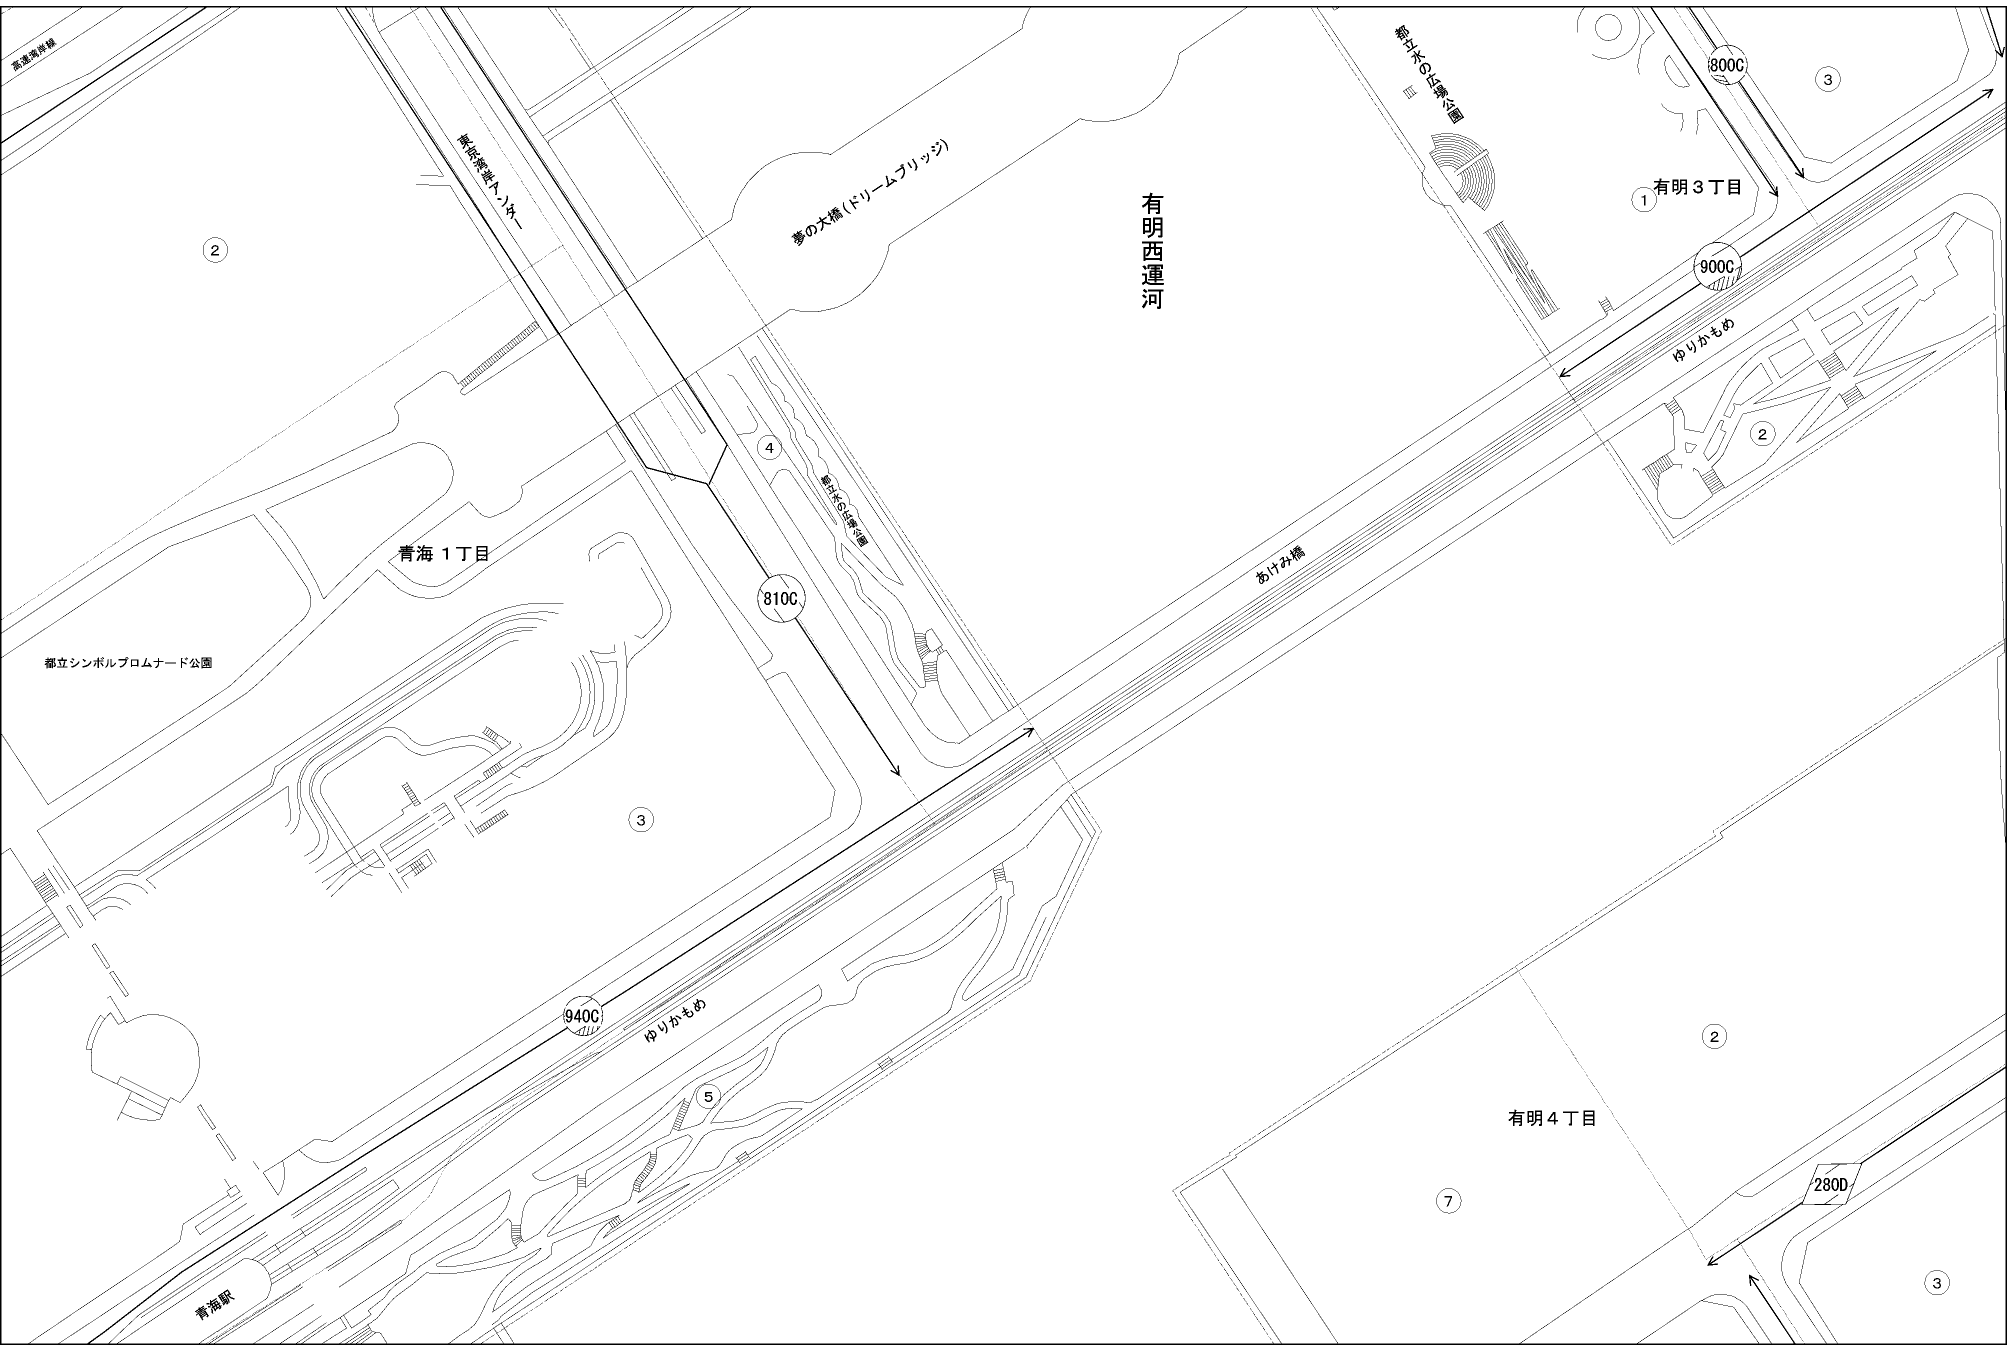 高速湾岸線
都立水の広場公園
800C
3
東京湾岸アンダー
夢の大橋(ドリームブリッジ)
有明西運河
有明3丁目
1
2
900C
ゆりかもめ
4
2
都立水の広場公園
青海1丁目
あけみ橋
810C
都立シンボルプロムナード公園
3
940C
ゆりかもめ
2
5
有明4丁目
280D
7
3
青海駅